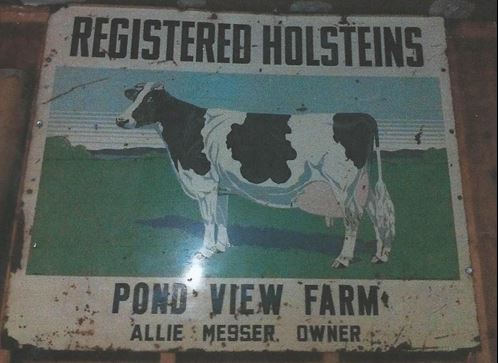 REGISTERED HOLSTEINS
POND VIEW FARM
ALLIE MESSER, OWNER